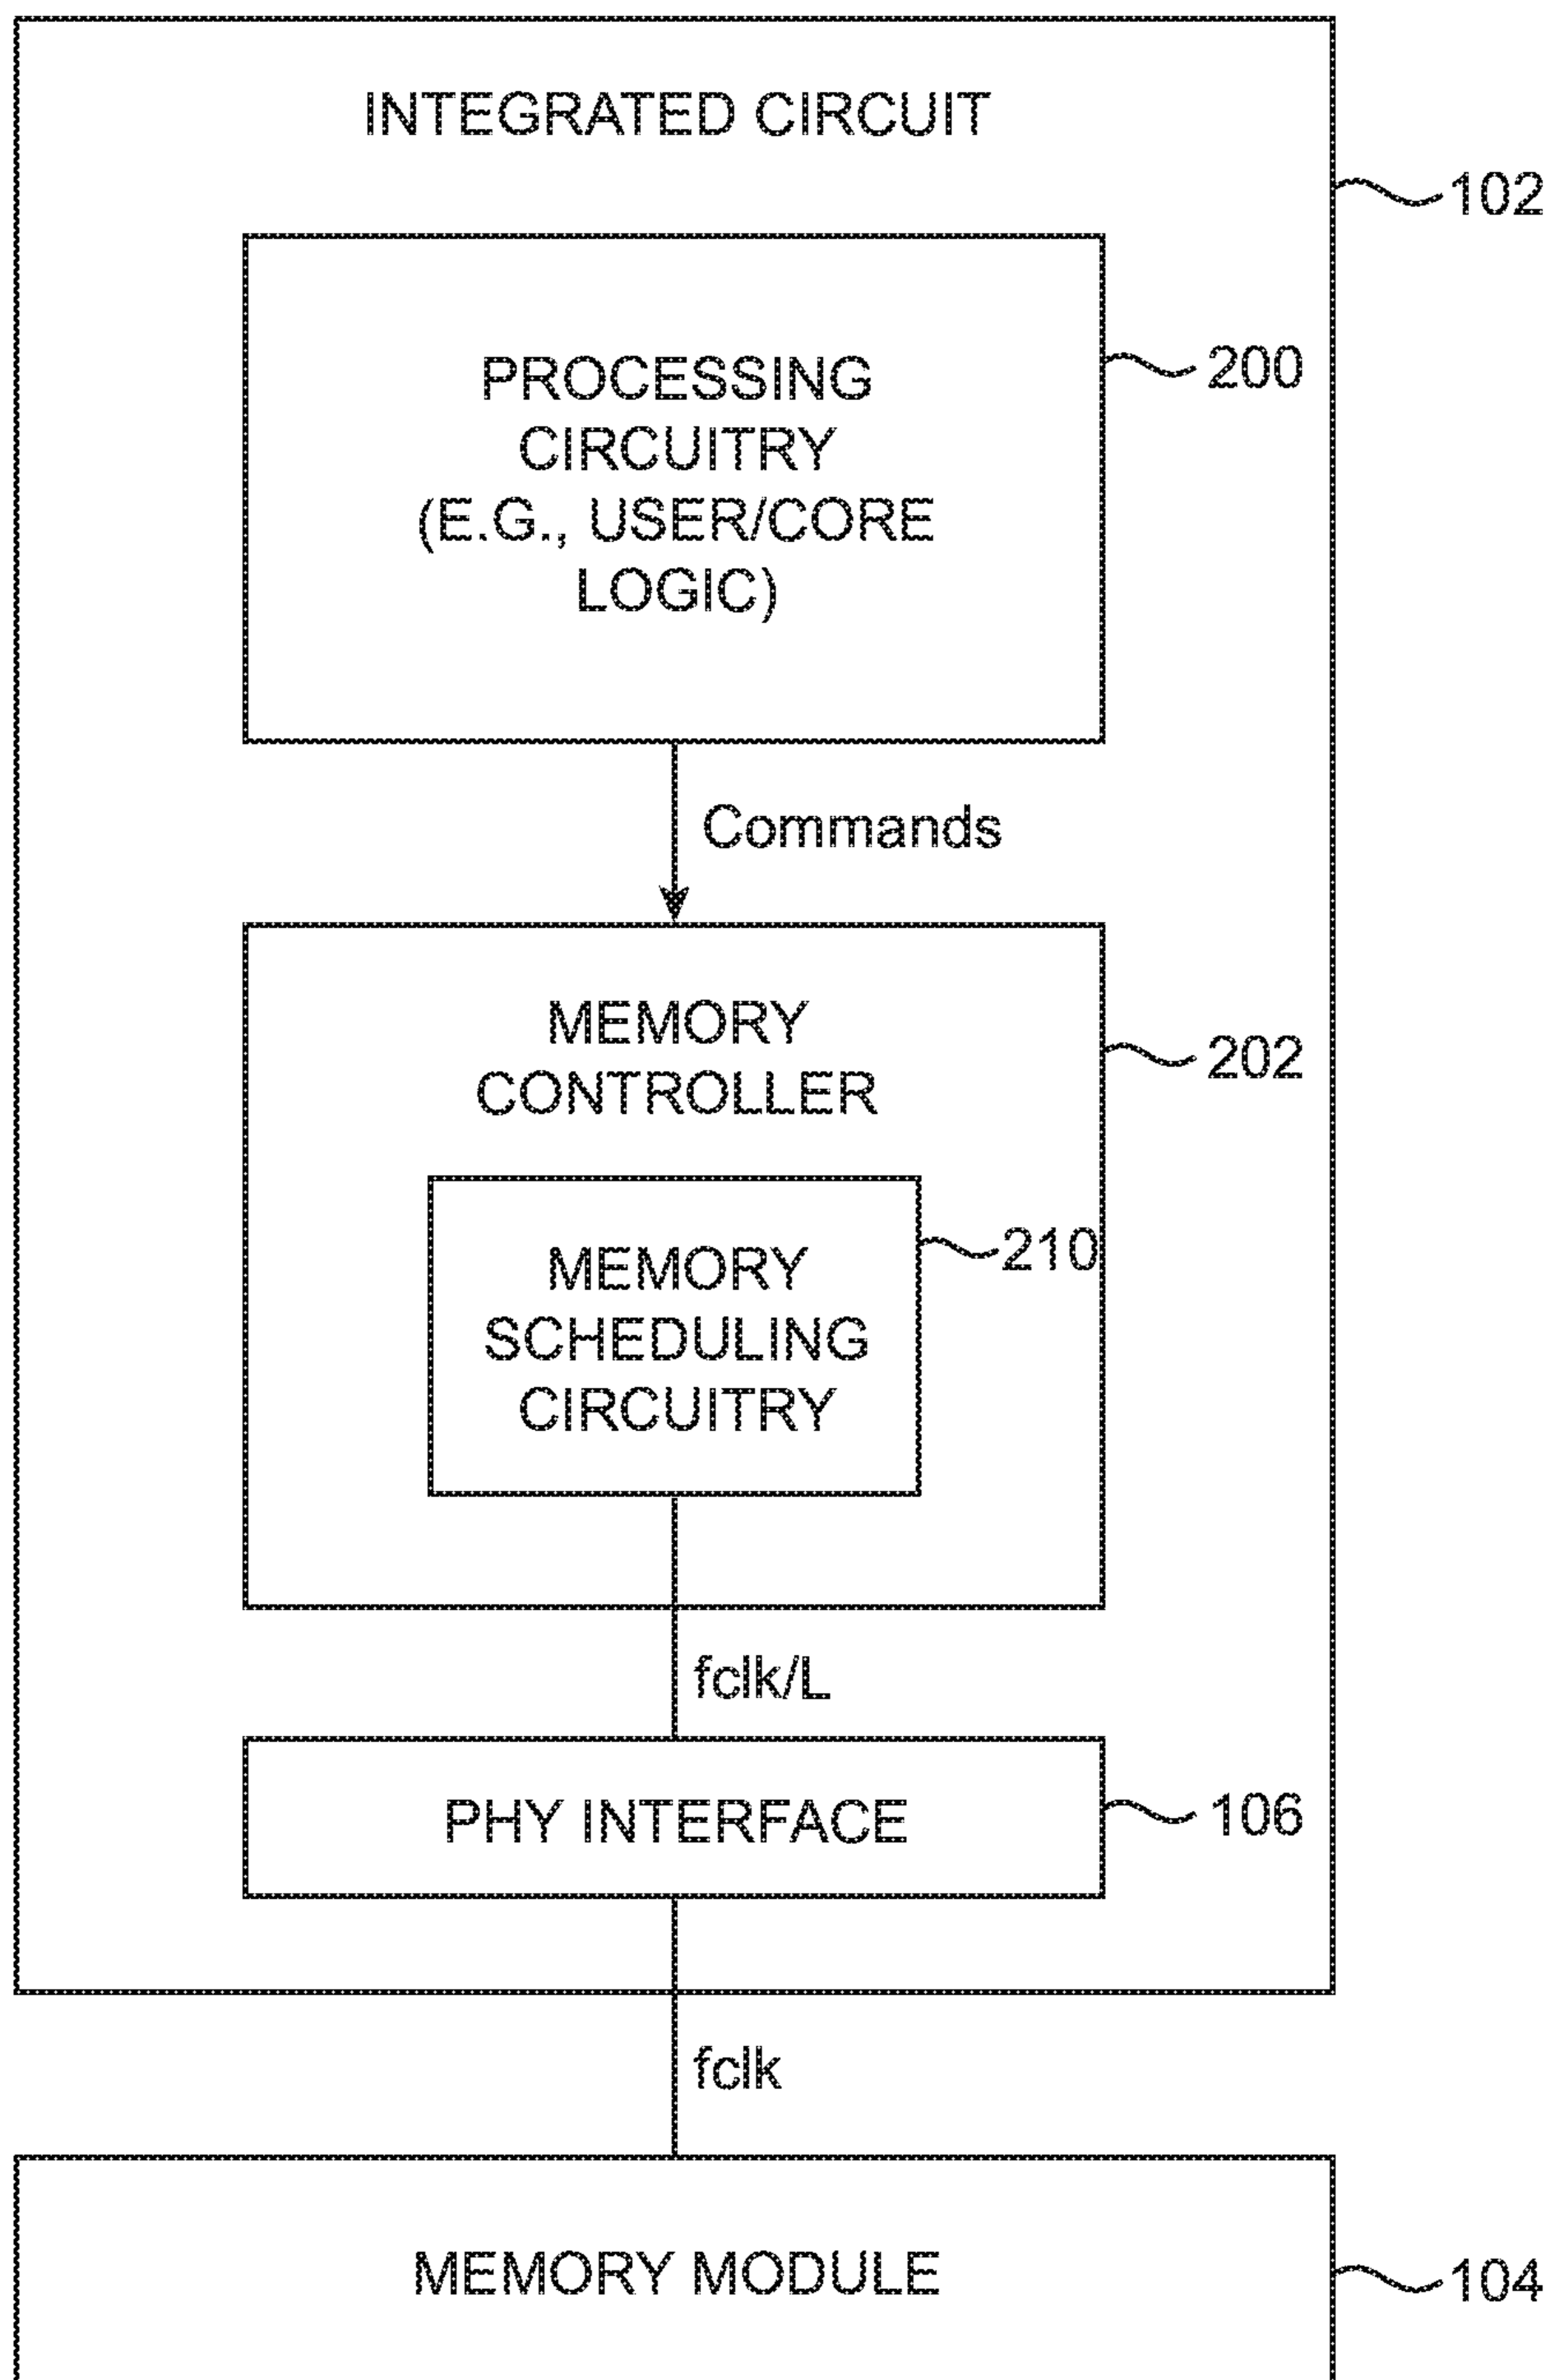 INTEGRATED CIRCUIT
102
PROCESSING
CIRCUITRY
(E.G., USER/CORE
LOGIC)
200
Commands
MEMORY
CONTROLLER
202
MEMORY
SCHEDULING
CIRCUITRY
210
fclk/L
PHY INTERFACE
106
fclk
MEMORY MODULE
104